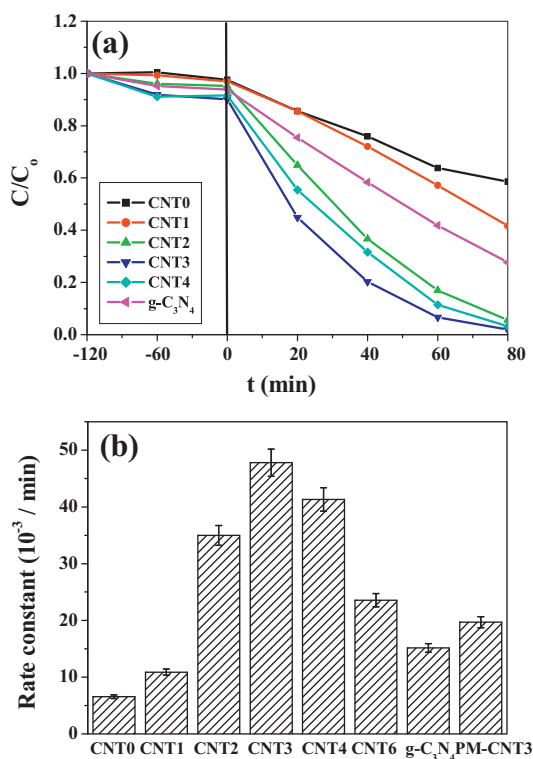 (a)
C/C₀
1.2
1.0
0.8
0.6
0.4
0.2
0.0
CNT0
CNT1
CNT2
CNT3
CNT4
g-C₃N₄
-120 -60 0 20 40 60 80
t (min)
(b)
Rate constant (10⁻³ / min)
50
40
30
20
10
0
CNT0 CNT1 CNT2 CNT3 CNT4 CNT6 g-C₃N₄ PM-CNT3